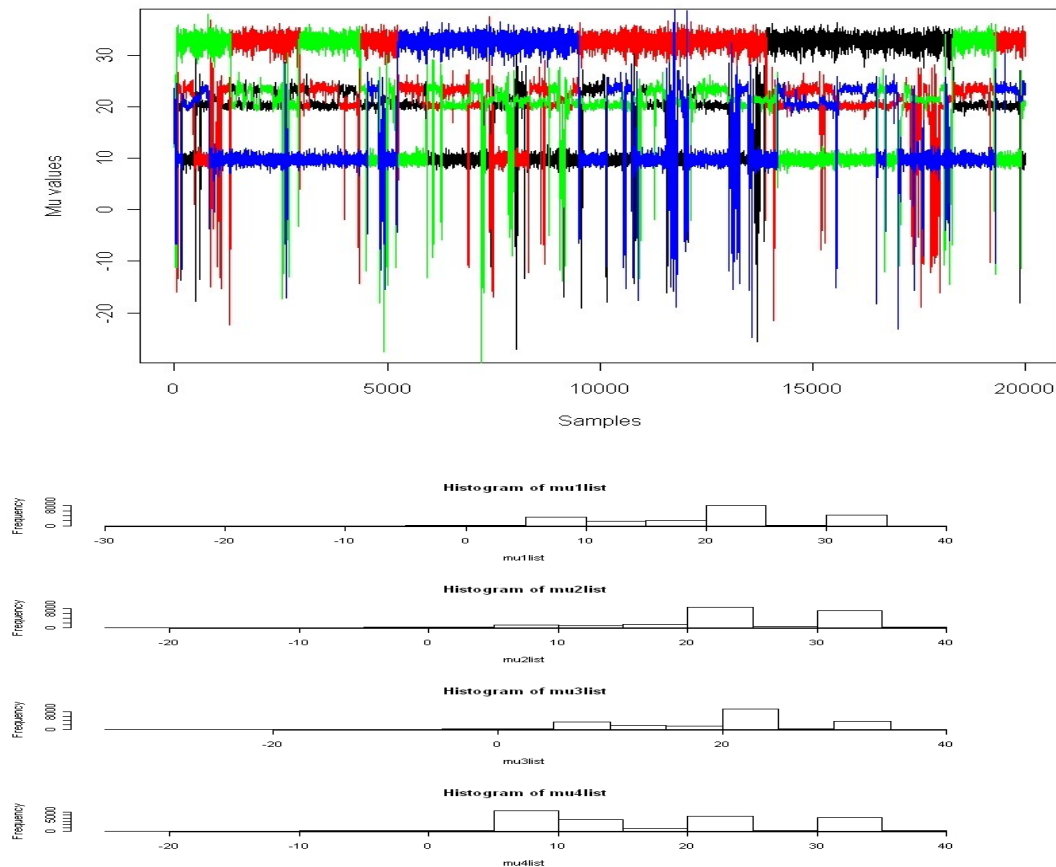 30
20
10
0
-10
-20
Mu values
0 5000 10000 15000 20000
Samples
Histogram of mu1list
Frequency
0 8000
-30 -20 -10 0 10 20 30 40
mu1list
Histogram of mu2list
Frequency
0 8000
-20 -10 0 10 20 30 40
mu2list
Histogram of mu3list
Frequency
0 8000
-20 0 20 40
mu3list
Histogram of mu4list
Frequency
0 5000
-20 -10 0 10 20 30 40
mu4list